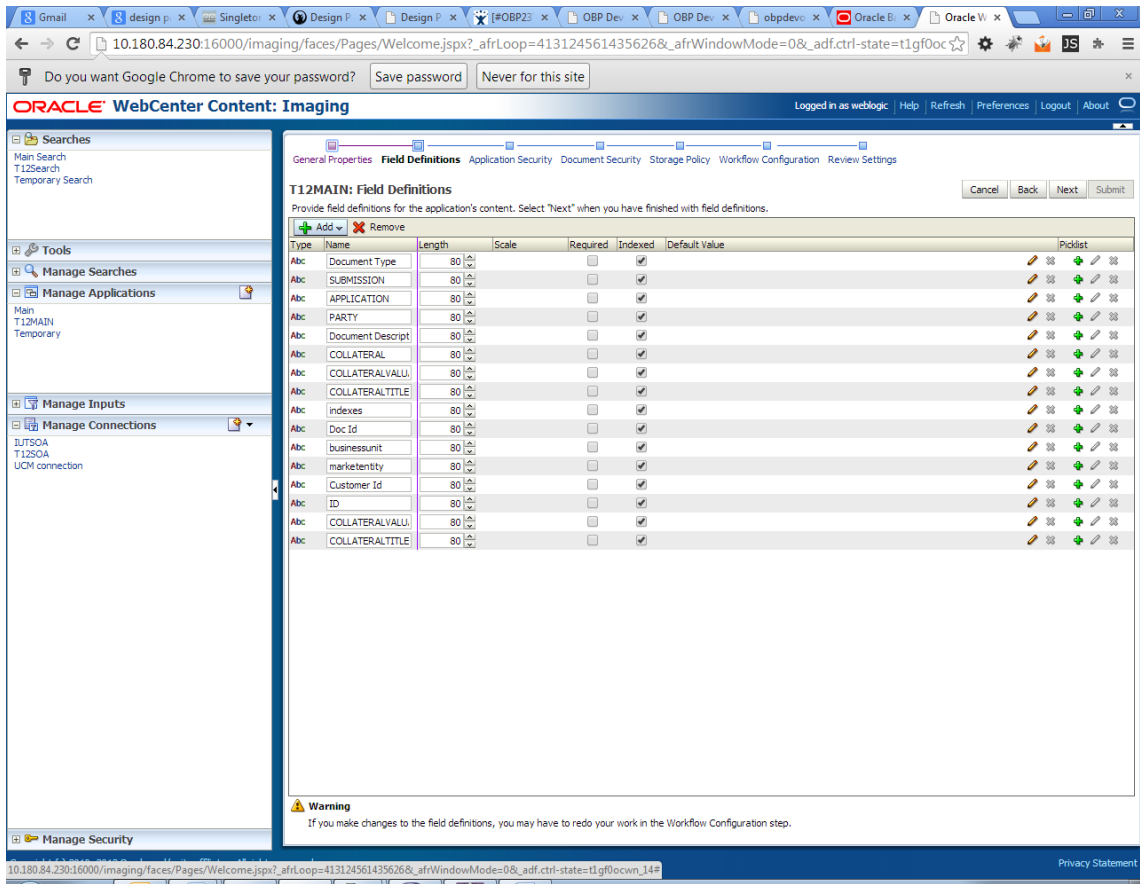 Gmail
design p
Singleton
Design P
Design P
[#OBP23
OBP Dev
OBP Dev
obpdevo
Oracle B
Oracle W
10.180.84.230:16000/imaging/faces/Pages/Welcome.jspx?_afrLoop=413124561435626&_afrWindowMode=0&_adf.ctrl-state=t1gf0oc
Do you want Google Chrome to save your password? Save password Never for this site
ORACLE WebCenter Content: Imaging
Logged in as weblogic Help Refresh Preferences Logout About
Searches
Main Search
T12Search
Temporary Search
Tools
Manage Searches
Manage Applications
Main
T12MAIN
Temporary
Manage Inputs
Manage Connections
IUTSOA
T12SOA
UCM connection
Manage Security
General Properties Field Definitions Application Security Document Security Storage Policy Workflow Configuration Review Settings
T12MAIN: Field Definitions
Cancel Back Next Submit
Provide field definitions for the application's content. Select "Next" when you have finished with field definitions.
Add Remove
Type Name Length Scale Required Indexed Default Value Picklist
Abc Document Type 80
Abc SUBMISSION 80
Abc APPLICATION 80
Abc PARTY 80
Abc Document Descript 80
Abc COLLATERAL 80
Abc COLLATERALVALU 80
Abc COLLATERALTITLE 80
Abc indexes 80
Abc Doc Id 80
Abc businessunit 80
Abc marketentity 80
Abc Customer Id 80
Abc ID 80
Abc COLLATERALVALU 80
Abc COLLATERALTITLE 80
Warning
If you make changes to the field definitions, you may have to redo your work in the Workflow Configuration step.
Privacy Statement
10.180.84.230:16000/imaging/faces/Pages/Welcome.jspx?_afrLoop=413124561435626&_afrWindowMode=0&_adf.ctrl-state=t1gf0ocwn_14#